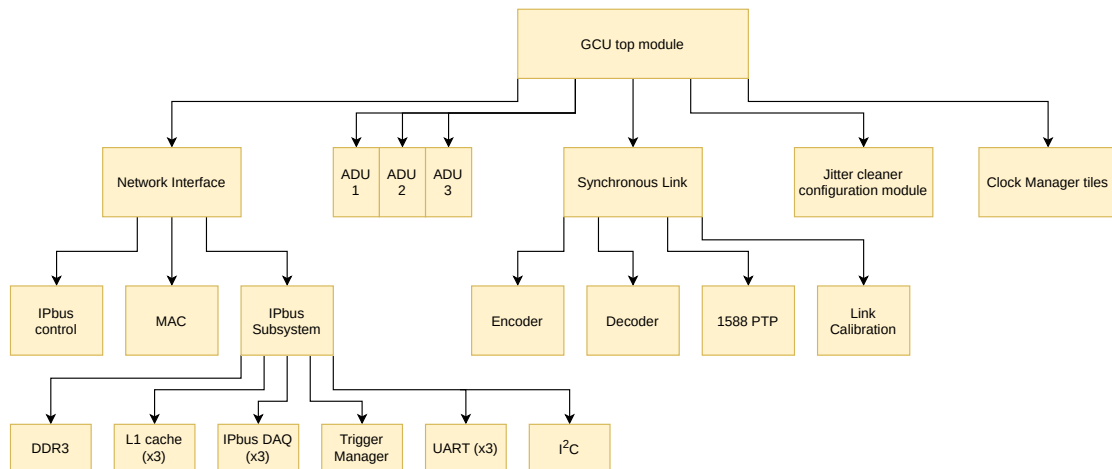 GCU top module
Network Interface
ADU
1
ADU
2
ADU
3
Synchronous Link
Jitter cleaner
configuration module
Clock Manager tiles
IPbus
control
MAC
IPbus
Subsystem
Encoder
Decoder
1588 PTP
Link
Calibration
DDR3
L1 cache
(x3)
IPbus DAQ
(x3)
Trigger
Manager
UART (x3)
I²C